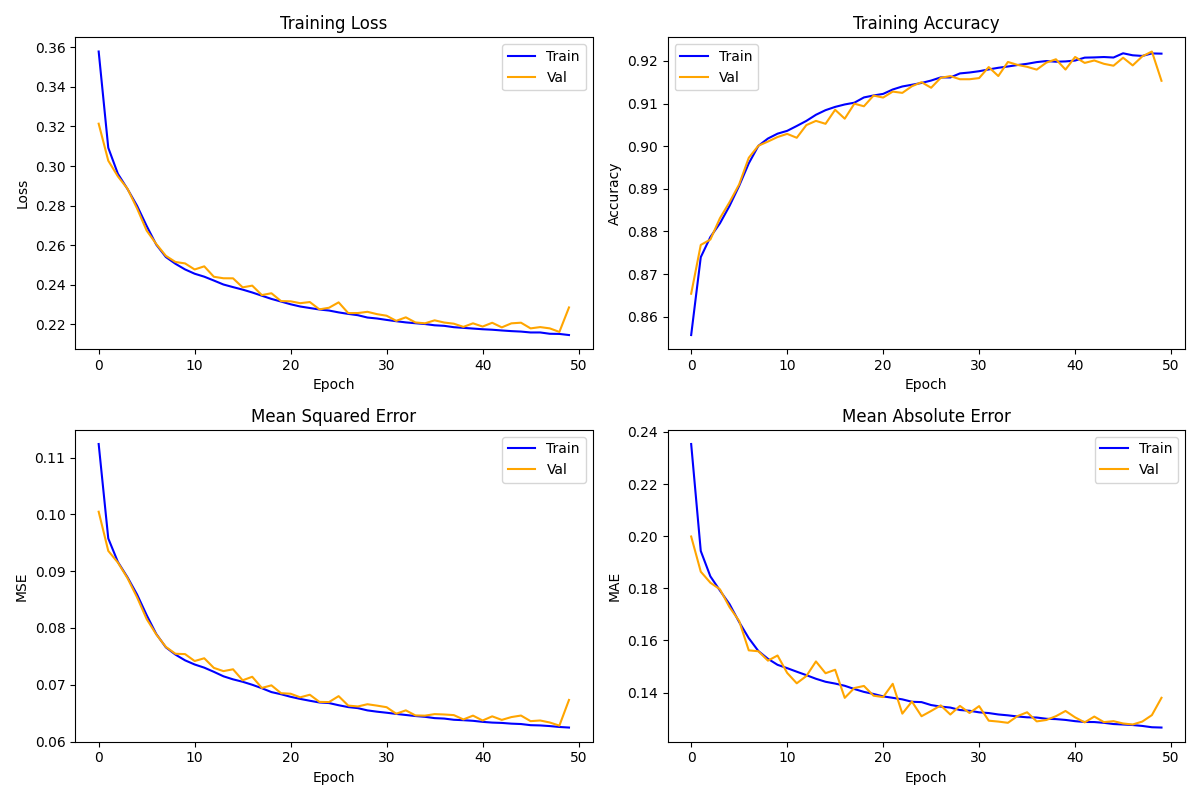 Training Loss
Loss
0.36
0.34
0.32
0.30
0.28
0.26
0.24
0.22
Train
Val
0 10 20 30 40 50
Epoch
Training Accuracy
Accuracy
0.92
0.91
0.90
0.89
0.88
0.87
0.86
Train
Val
0 10 20 30 40 50
Epoch
Mean Squared Error
MSE
0.11
0.10
0.09
0.08
0.07
0.06
Train
Val
0 10 20 30 40 50
Epoch
Mean Absolute Error
MAE
0.24
0.22
0.20
0.18
0.16
0.14
Train
Val
0 10 20 30 40 50
Epoch